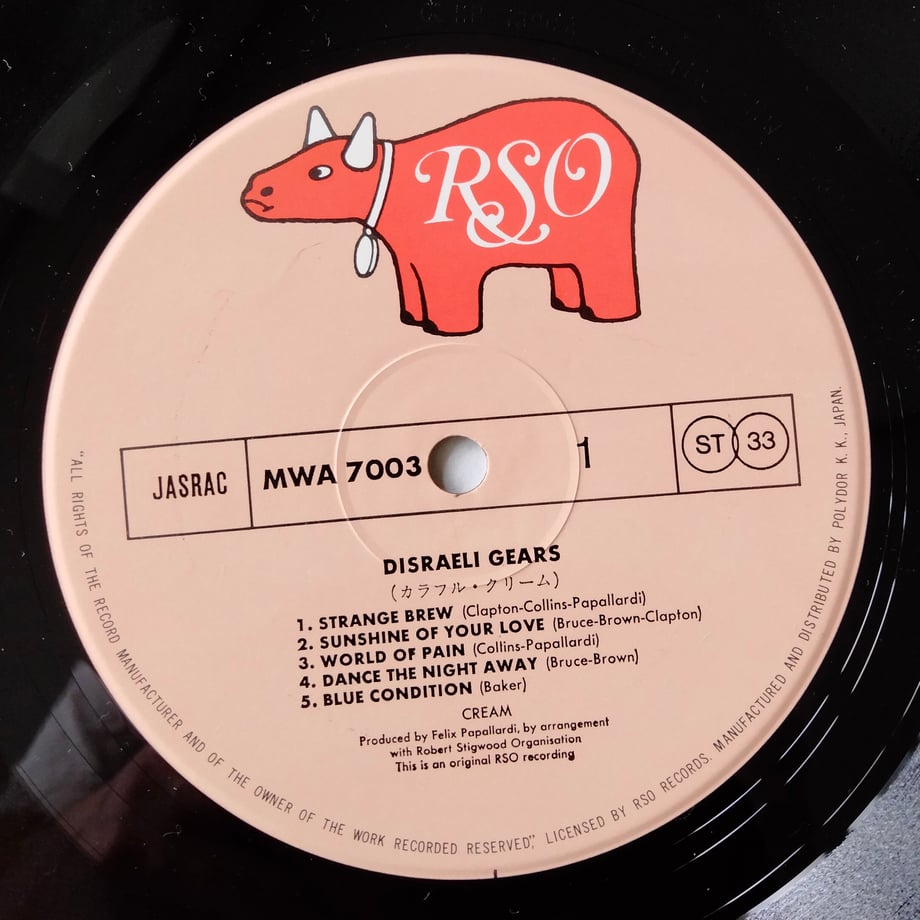 RSO
JASRAC
MWA 7003
1
ST 33
DISRAELI GEARS
(カラフル・クリーム)
1. STRANGE BREW (Clapton-Collins-Papallardi)
2. SUNSHINE OF YOUR LOVE (Bruce-Brown-Clapton)
3. WORLD OF PAIN (Collins-Papallardi)
4. DANCE THE NIGHT AWAY (Bruce-Brown)
5. BLUE CONDITION (Baker)
CREAM
Produced by Felix Papallardi, by arrangement
with Robert Stigwood Organisation
This is an original RSO recording
"ALL RIGHTS OF THE RECORD MANUFACTURER AND OF THE OWNER OF THE WORK RECORDED RESERVED", LICENSED BY RSO RECORDS. MANUFACTURED AND DISTRIBUTED BY POLYDOR K. K., JAPAN.